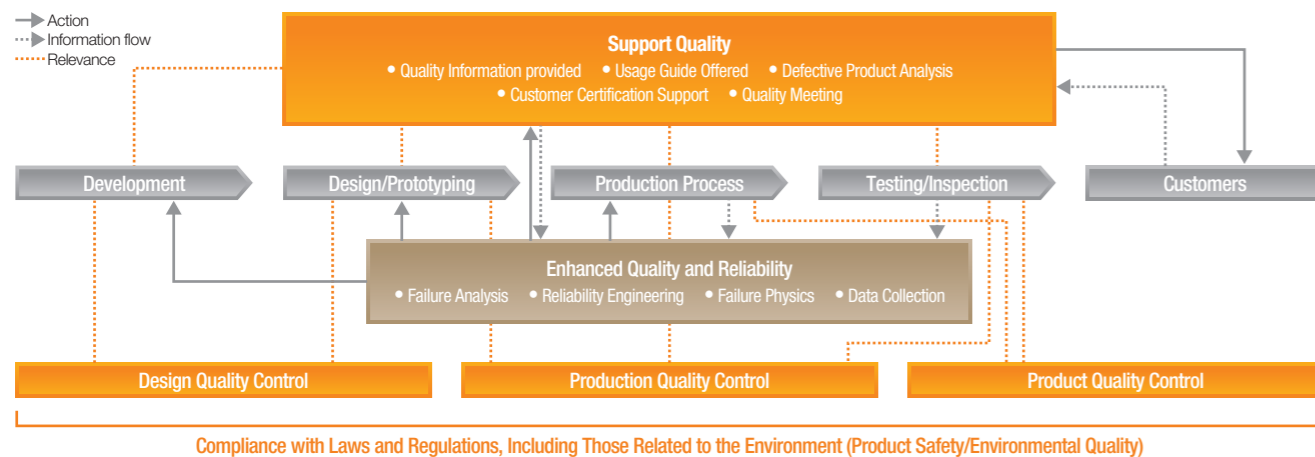 Action
Information flow
Relevance
Support Quality
• Quality Information provided • Usage Guide Offered • Defective Product Analysis
• Customer Certification Support • Quality Meeting
Development
Design/Prototyping
Production Process
Testing/Inspection
Customers
Enhanced Quality and Reliability
• Failure Analysis • Reliability Engineering • Failure Physics • Data Collection
Design Quality Control
Production Quality Control
Product Quality Control
Compliance with Laws and Regulations, Including Those Related to the Environment (Product Safety/Environmental Quality)